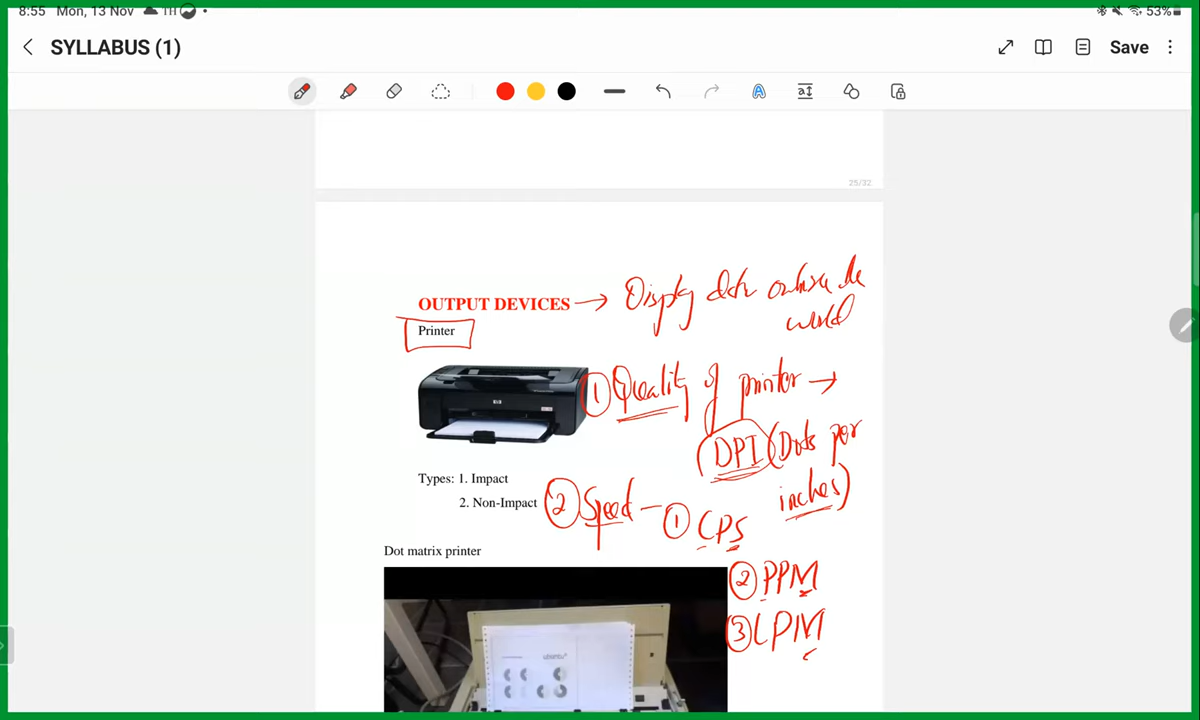 8:55 Mon, 13 Nov TH •
53%
SYLLABUS (1)
Save
25/32
OUTPUT DEVICES → Display data outside the
world
Printer
① Quality of printer →
DPI (Dots per
inches)
Types: 1. Impact
2. Non-Impact
② Speed — ① CPS
② PPM
③ LPM
Dot matrix printer
ubuntu